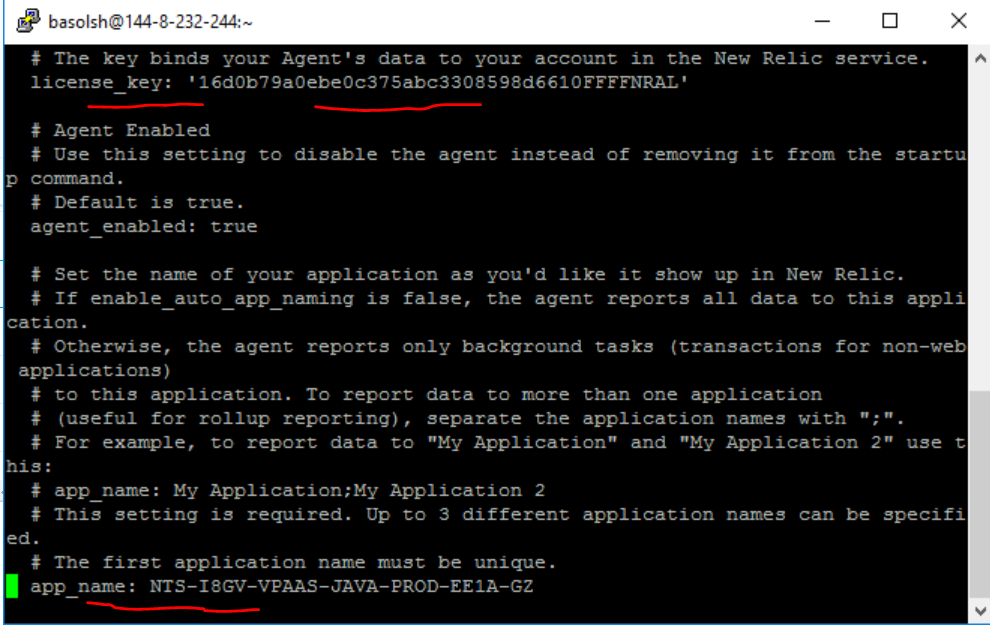 basolsh@144-8-232-244:~
# The key binds your Agent's data to your account in the New Relic service.
license_key: '16d0b79a0ebe0c375abc3308598d6610FFFFNRAL'
# Agent Enabled
# Use this setting to disable the agent instead of removing it from the startu
p command.
# Default is true.
agent_enabled: true
# Set the name of your application as you'd like it show up in New Relic.
# If enable_auto_app_naming is false, the agent reports all data to this appli
cation.
# Otherwise, the agent reports only background tasks (transactions for non-web
applications)
# to this application. To report data to more than one application
# (useful for rollup reporting), separate the application names with ";".
# For example, to report data to "My Application" and "My Application 2" use t
his:
# app_name: My Application;My Application 2
# This setting is required. Up to 3 different application names can be specifi
ed.
# The first application name must be unique.
app_name: NTS-I8GV-VPAAS-JAVA-PROD-EE1A-GZ